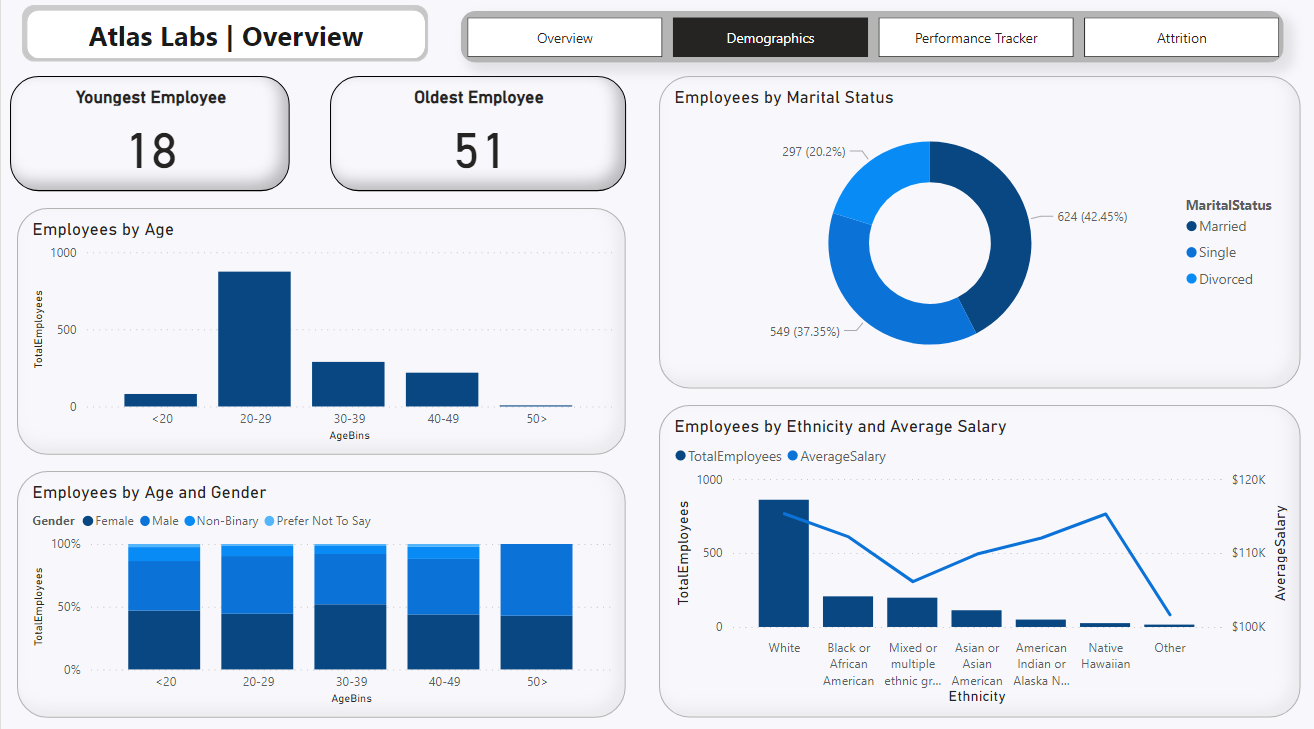 Atlas Labs | Overview
Overview
Demographics
Performance Tracker
Attrition
Youngest Employee
18
Oldest Employee
51
Employees by Age
TotalEmployees
1000
500
0
<20
20-29
30-39
40-49
50>
AgeBins
Employees by Age and Gender
Gender
Female
Male
Non-Binary
Prefer Not To Say
TotalEmployees
100%
50%
0%
<20
20-29
30-39
40-49
50>
AgeBins
Employees by Marital Status
297 (20.2%)
624 (42.45%)
549 (37.35%)
MaritalStatus
Married
Single
Divorced
Employees by Ethnicity and Average Salary
TotalEmployees
AverageSalary
TotalEmployees
1000
500
0
$120K
$110K
$100K
AverageSalary
White
Black or
African
American
Mixed or
multiple
ethnic gr...
Asian or
Asian
American
American
Indian or
Alaska N...
Native
Hawaiian
Other
Ethnicity